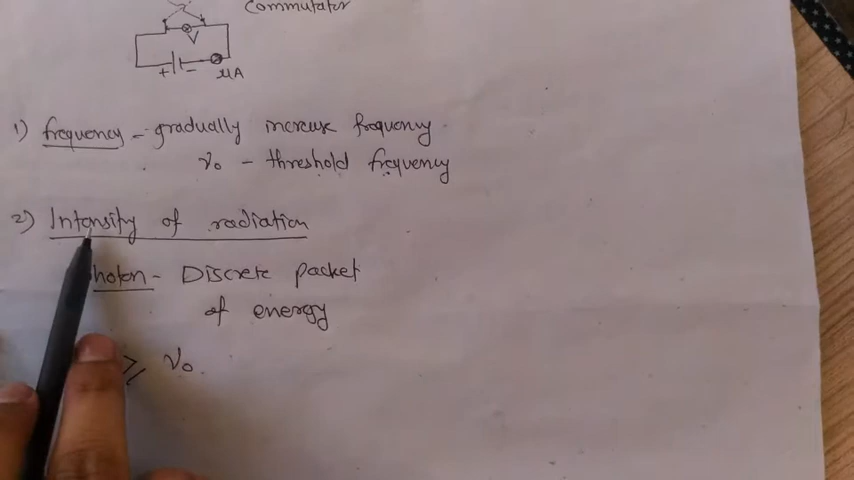 Commutator
V
+ -
μA
1) frequency - gradually increase frequency
ν₀ - threshold frequency
2) Intensity of radiation
hoton - Discrete packet
of energy
≥ ν₀.